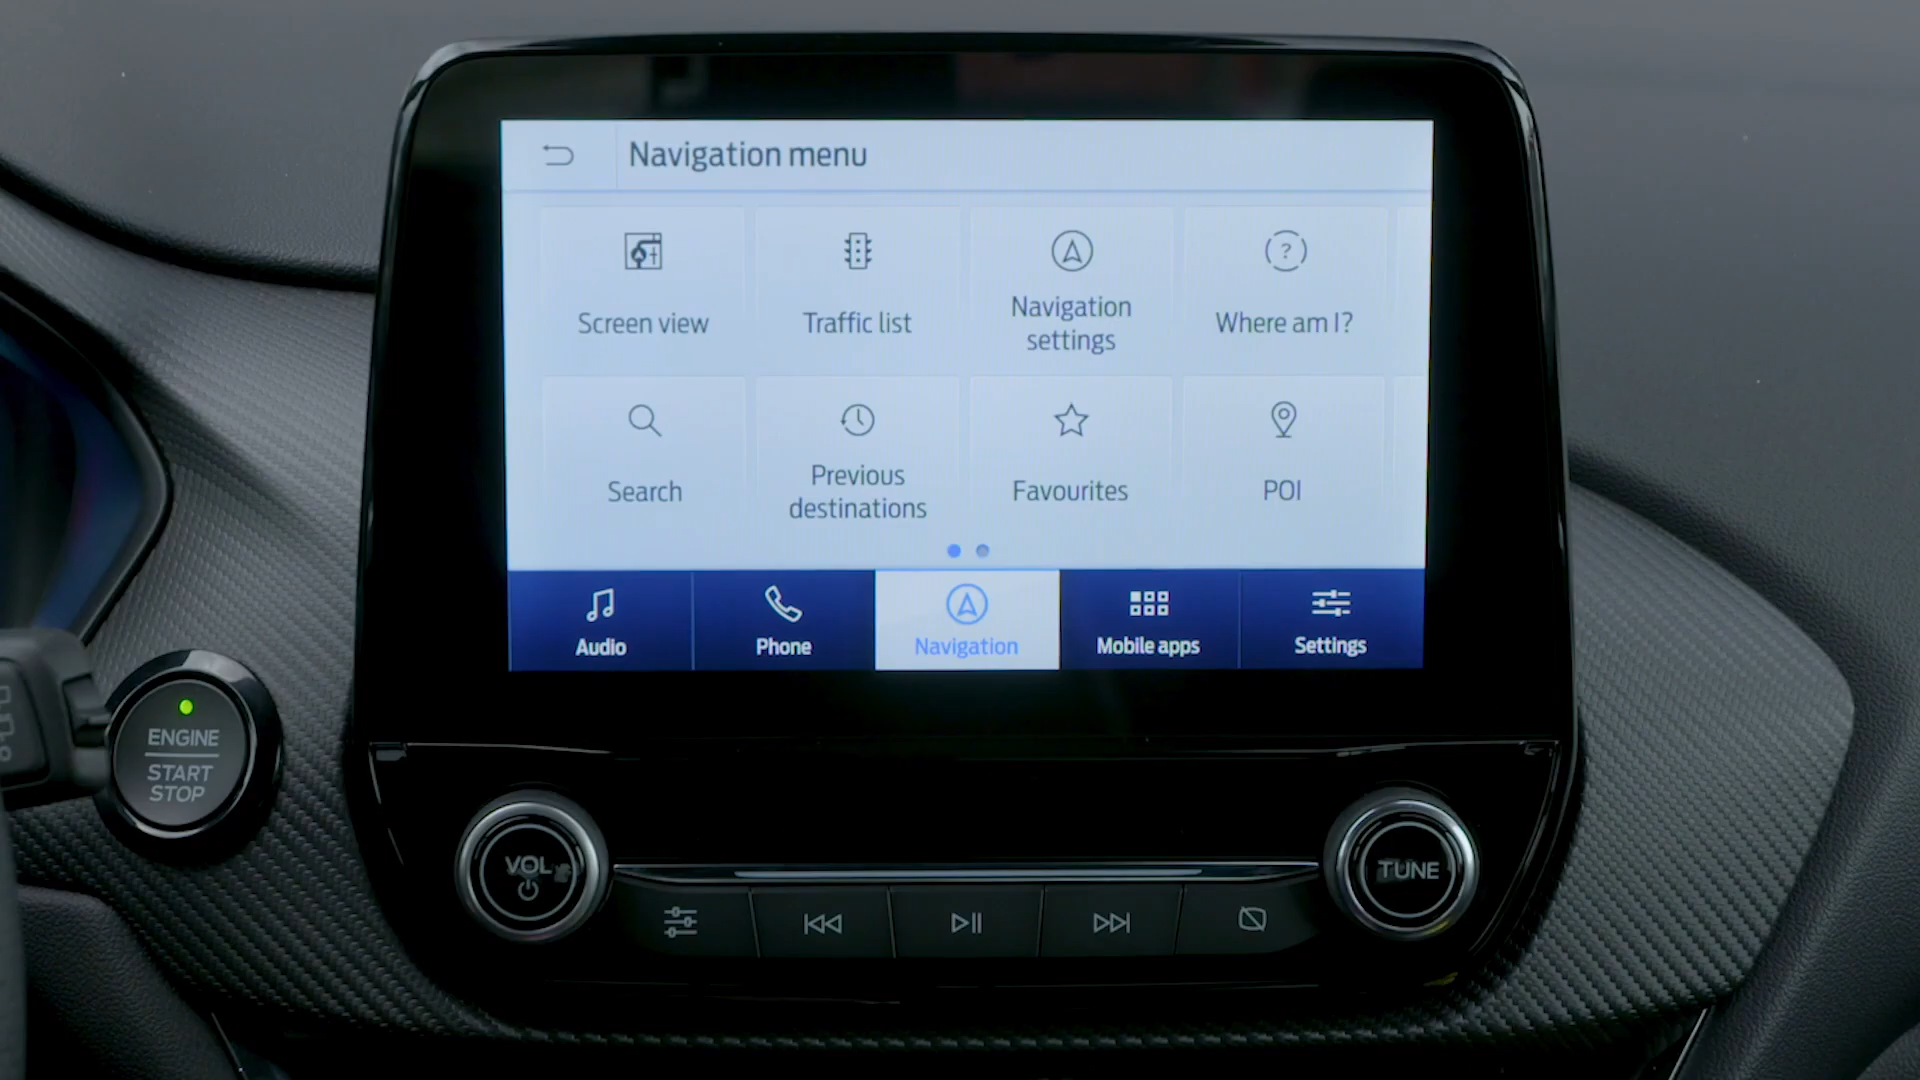 Navigation menu
Screen view
Traffic list
Navigation
settings
Where am I?
Search
Previous
destinations
Favourites
POI
Audio
Phone
Navigation
Mobile apps
Settings
ENGINE
START
STOP
VOL
TUNE